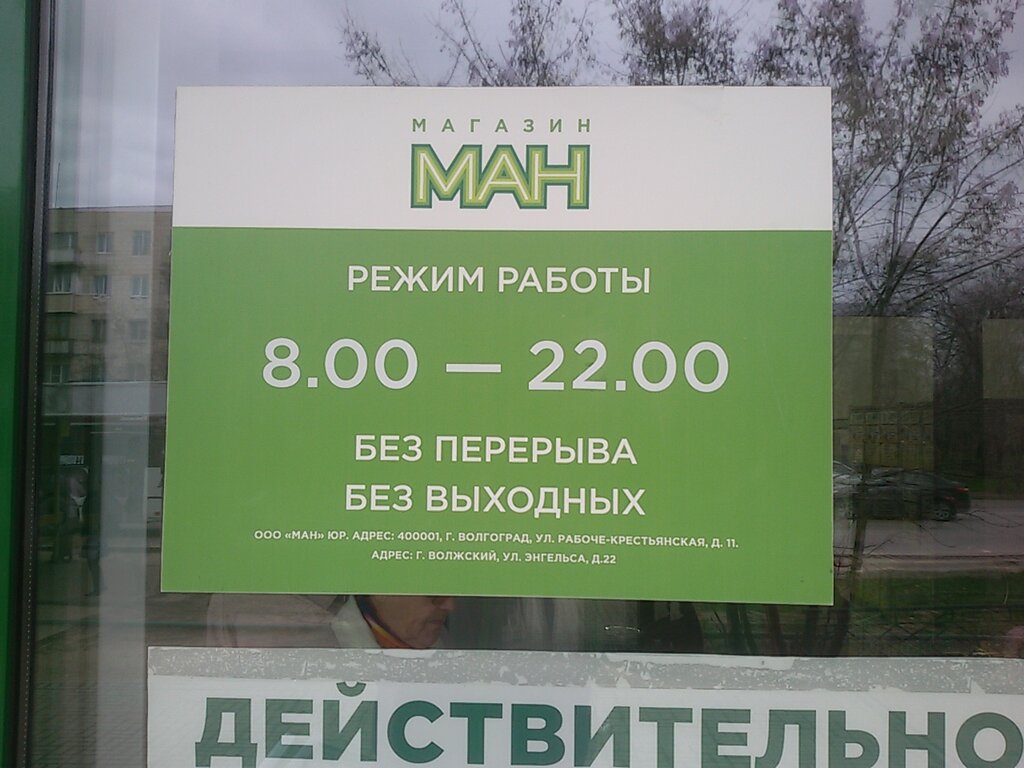 МАГАЗИН
МАН
РЕЖИМ РАБОТЫ
8.00 — 22.00
БЕЗ ПЕРЕРЫВА
БЕЗ ВЫХОДНЫХ
ООО «МАН» ЮР. АДРЕС: 400001, Г. ВОЛГОГРАД, УЛ. РАБОЧЕ-КРЕСТЬЯНСКАЯ, Д. 11.
АДРЕС: Г. ВОЛЖСКИЙ, УЛ. ЭНГЕЛЬСА, Д.22
ДЕЙСТВИТЕЛЬНО